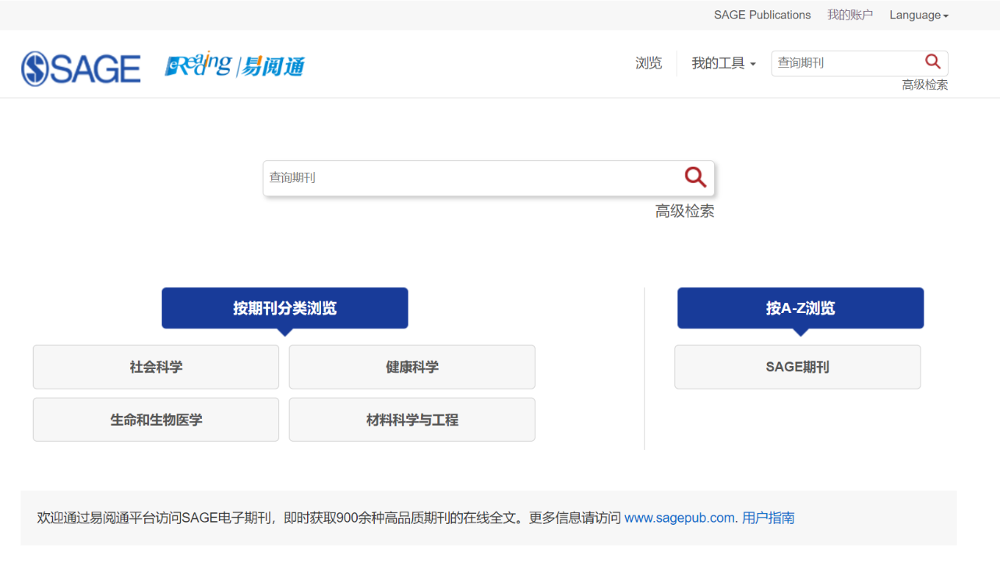 SAGE Publications 我的账户 Language
SAGE eReading 易阅通 浏览 我的工具 查询期刊
高级检索
查询期刊
高级检索
按期刊分类浏览 按A-Z浏览
社会科学 健康科学 SAGE期刊
生命和生物医学 材料科学与工程
欢迎通过易阅通平台访问SAGE电子期刊，即时获取900余种高品质期刊的在线全文。更多信息请访问 www.sagepub.com. 用户指南